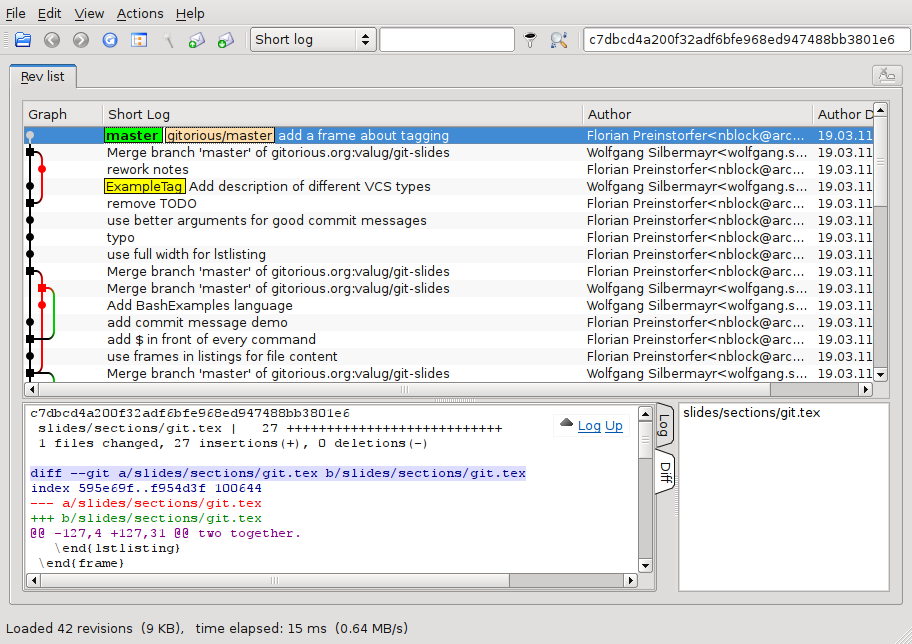 File Edit View Actions Help
Short log c7dbcd4a200f32adf6bfe968ed947488bb3801e6
Rev list
Graph Short Log Author Author D
master gitorious/master add a frame about tagging Florian Preinstorfer<nblock@arc... 19.03.11
Merge branch 'master' of gitorious.org:valug/git-slides Wolfgang Silbermayr<wolfgang.s... 19.03.11
rework notes Florian Preinstorfer<nblock@arc... 19.03.11
ExampleTag Add description of different VCS types Wolfgang Silbermayr<wolfgang.s... 19.03.11
remove TODO Florian Preinstorfer<nblock@arc... 19.03.11
use better arguments for good commit messages Florian Preinstorfer<nblock@arc... 19.03.11
typo Florian Preinstorfer<nblock@arc... 19.03.11
use full width for lstlisting Florian Preinstorfer<nblock@arc... 19.03.11
Merge branch 'master' of gitorious.org:valug/git-slides Florian Preinstorfer<nblock@arc... 19.03.11
Merge branch 'master' of gitorious.org:valug/git-slides Wolfgang Silbermayr<wolfgang.s... 19.03.11
Add BashExamples language Wolfgang Silbermayr<wolfgang.s... 19.03.11
add commit message demo Florian Preinstorfer<nblock@arc... 19.03.11
add $ in front of every command Florian Preinstorfer<nblock@arc... 19.03.11
use frames in listings for file content Florian Preinstorfer<nblock@arc... 19.03.11
Merge branch 'master' of gitorious.org:valug/git-slides Wolfgang Silbermayr<wolfgang.s... 19.03.11
c7dbcd4a200f32adf6bfe968ed947488bb3801e6
slides/sections/git.tex | 27 +++++++++++++++++++++++++++
1 files changed, 27 insertions(+), 0 deletions(-)
Log Up
diff --git a/slides/sections/git.tex b/slides/sections/git.tex
index 595e69f..f954d3f 100644
--- a/slides/sections/git.tex
+++ b/slides/sections/git.tex
@@ -127,4 +127,31 @@ two together.
\end{lstlisting}
\end{frame}
Log
Diff
slides/sections/git.tex
Loaded 42 revisions (9 KB), time elapsed: 15 ms (0.64 MB/s)